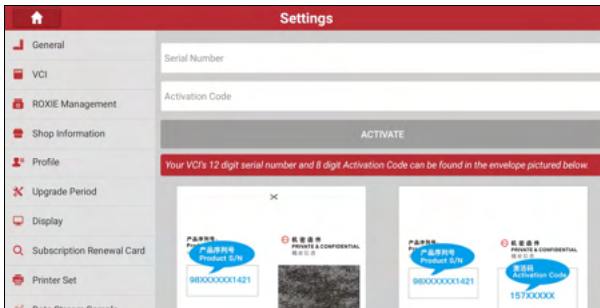 Settings
General
Serial Number
VCI
Activation Code
ROXIE Management
Shop Information
ACTIVATE
Profile
Your VCI's 12 digit serial number and 8 digit Activation Code can be found in the envelope pictured below.
Upgrade Period
Display
Subscription Renewal Card
Printer Set
产品序列号
产品序列号
Product S/N
98XXXXXX1421
机密函件
PRIVATE & CONFIDENTIAL
产品序列号
产品序列号
Product S/N
98XXXXXX1421
机密函件
PRIVATE & CONFIDENTIAL
激活码
Activation Code
157XXXXX